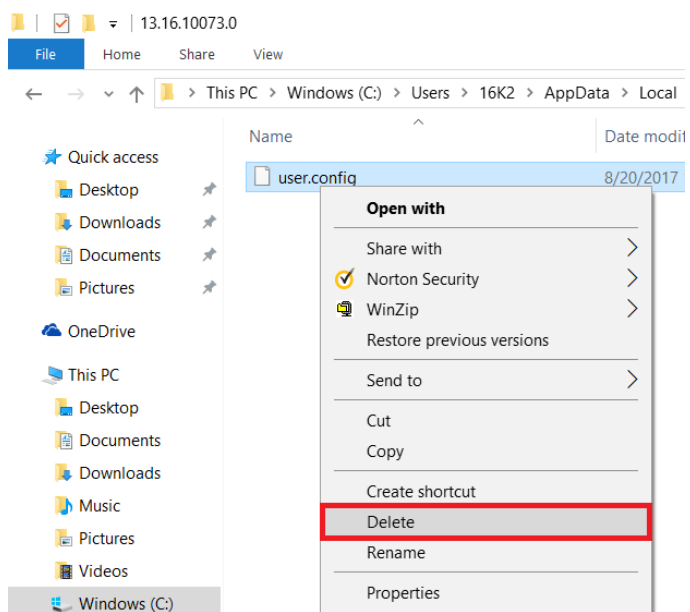 13.16.10073.0
File Home Share View
> This PC > Windows (C:) > Users > 16K2 > AppData > Local
Name Date modif
Quick access
Desktop
Downloads
Documents
Pictures
OneDrive
This PC
Desktop
Documents
Downloads
Music
Pictures
Videos
Windows (C:)
user.config 8/20/2017
Open with
Share with
Norton Security
WinZip
Restore previous versions
Send to
Cut
Copy
Create shortcut
Delete
Rename
Properties